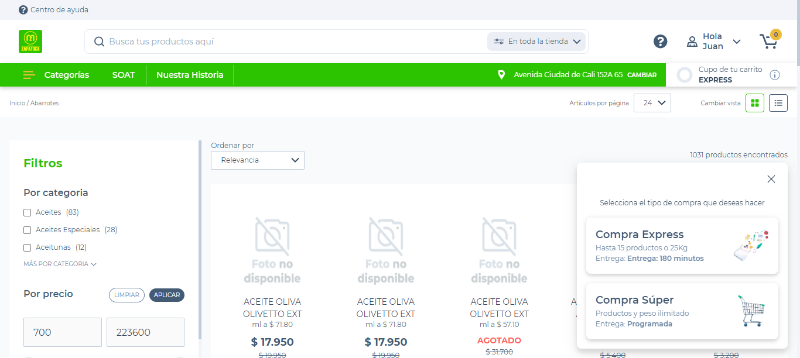 Centro de ayuda
Busca tus productos aquí
En toda la tienda
Hola
Juan
0
Categorías
SOAT
Nuestra Historia
Avenida Ciudad de Cali 152A 65 CAMBIAR
Cupo de tu carrito
EXPRESS
Inicio / Abarrotes
Artículos por página
24
Cambiar vista
Filtros
Por categoria
Aceites (83)
Aceites Especiales (28)
Aceitunas (12)
MÁS POR CATEGORIA
Por precio
LIMPIAR
APLICAR
700
223600
Ordenar por
Relevancia
1031 productos encontrados
Foto no
disponible
ACEITE OLIVA
OLIVETTO EXT
ml a $ 71.80
$ 17.950
$ 19.950
Foto no
disponible
ACEITE OLIVA
OLIVETTO EXT
ml a $ 71.80
$ 17.950
$ 19.950
Foto no
disponible
ACEITE OLIVA
OLIVETTO EXT
ml a $ 57.10
AGOTADO
$ 31.700
$ 5.400
$ 3.200
Selecciona el tipo de compra que deseas hacer
Compra Express
Hasta 15 productos o 25Kg
Entrega: Entrega: 180 minutos
Compra Súper
Productos y peso ilimitado
Entrega: Programada